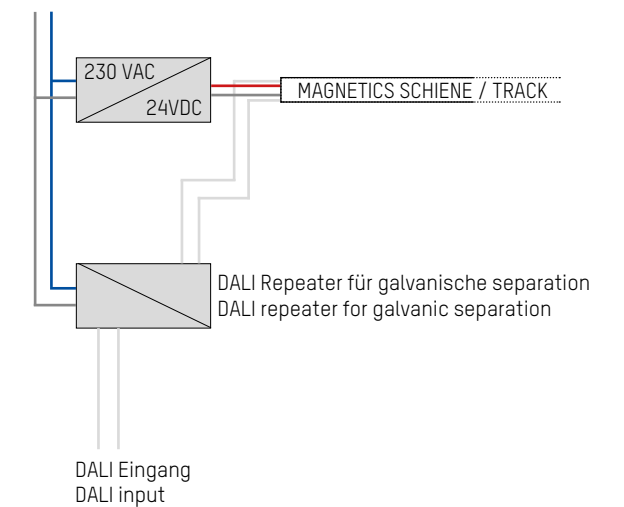 230 VAC
24VDC
MAGNETICS SCHIENE / TRACK
DALI Repeater für galvanische separation
DALI repeater for galvanic separation
DALI Eingang
DALI input